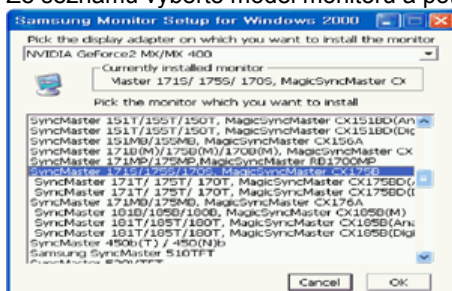 Ze seznamu vyberte model monitoru a
Samsung Monitor Setup for Windows 2000
Pick the display adapter on which you want to install the monitor
NVIDIA GeForce2 MX/MX 400
Currently installed monitor
Master 171S/ 175S/ 170S, MagicSyncMaster CX
Pick the monitor which you want to install
SyncMaster 151T/155T/150T, MagicSyncMaster CX151BD(An
SyncMaster 151T/155T/150T, MagicSyncMaster CX151BD(Dig
SyncMaster 151MB/155MB, MagicSyncMaster CX156A
SyncMaster 171B(M)/175B(M)/170B(M), MagicSyncMaster CX
SyncMaster 171MP/175MP,MagicSyncMaster RB1700MP
SyncMaster 171S/175S/170S, MagicSyncMaster CX175B
SyncMaster 171T/ 175T/ 170T, MagicSyncMaster CX175BD(
SyncMaster 171T/ 175T/ 170T, MagicSyncMaster CX175BD(
SyncMaster 171MB/175MB, MagicSyncMaster CX176A
SyncMaster 181B/185B/180B, MagicSyncMaster CX185B(M)
SyncMaster 181T/185T/180T, MagicSyncMaster CX185B(Ana
SyncMaster 181T/185T/180T, MagicSyncMaster CX185B(Digi
SyncMaster 450b(T) / 450(N)b
Samsung SyncMaster 510TFT
SyncMaster 520TFT
Cancel OK